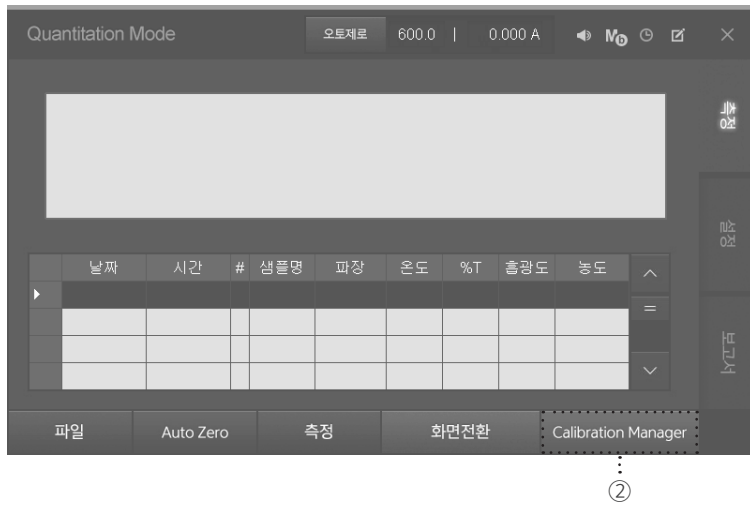 Quantitation Mode 오토제로 600.0 | 0.000 A Mb
측정
설정
보고서
날짜 시간 # 샘플명 파장 온도 %T 흡광도 농도
파일 Auto Zero 측정 화면전환 Calibration Manager
②